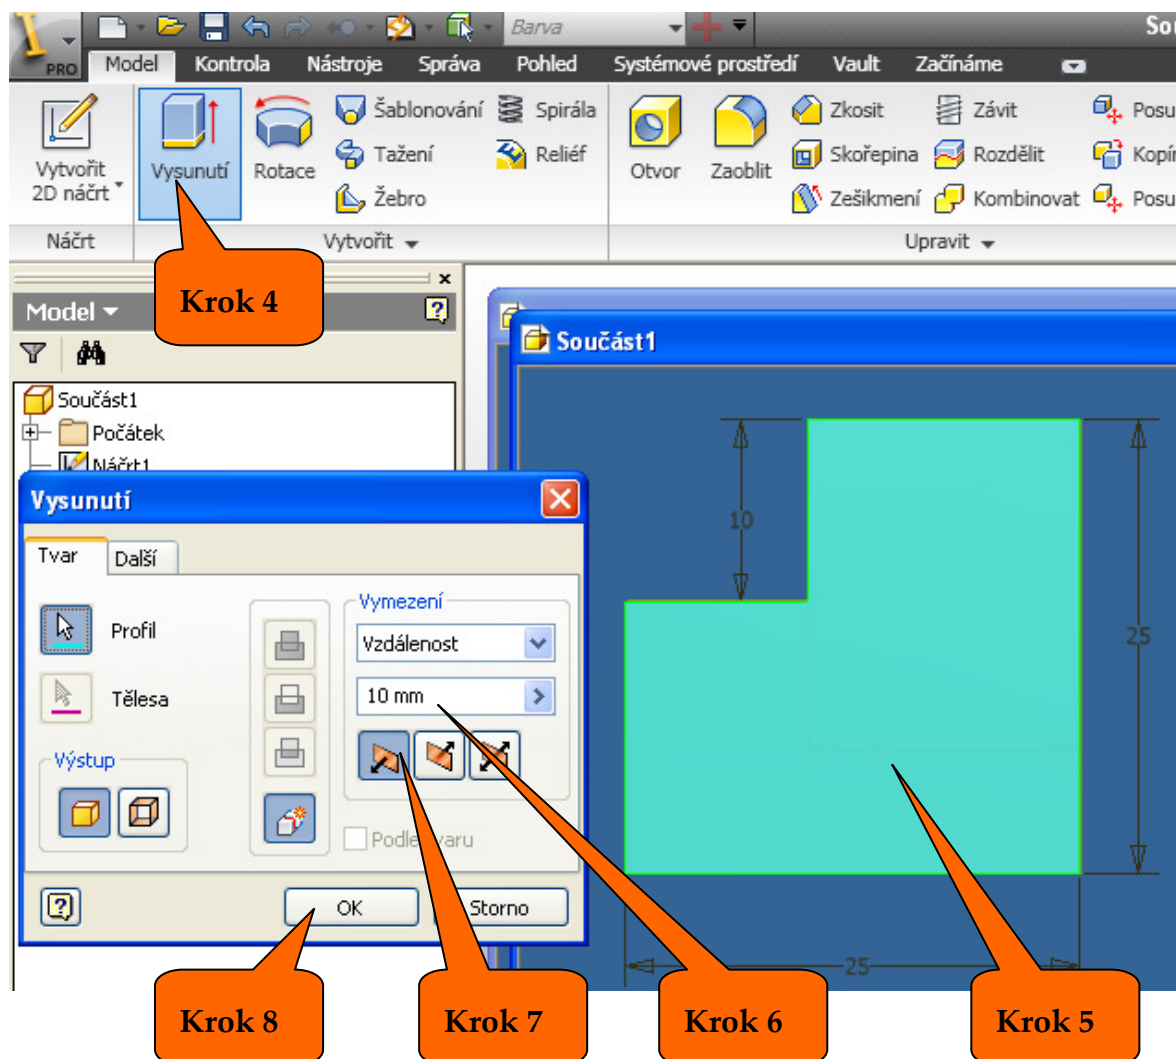 Barva
Sou
PRO Model Kontrola Nástroje Správa Pohled Systémové prostředí Vault Začínáme
Vytvořit
2D náčrt
Vysunutí
Rotace
Šablonování
Tažení
Žebro
Spirála
Reliéf
Otvor
Zaoblit
Zkosit
Skořepina
Zešikmení
Závit
Rozdělit
Kombinovat
Posu
Kopír
Posu
Náčrt
Vytvořit
Upravit
Krok 4
Model
Součást1
Počátek
Náčrt1
Součást1
10
25
25
Vysunutí
Tvar
Další
Profil
Tělesa
Výstup
Vymezení
Vzdálenost
10 mm
OK
Storno
Krok 8
Krok 7
Krok 6
Krok 5